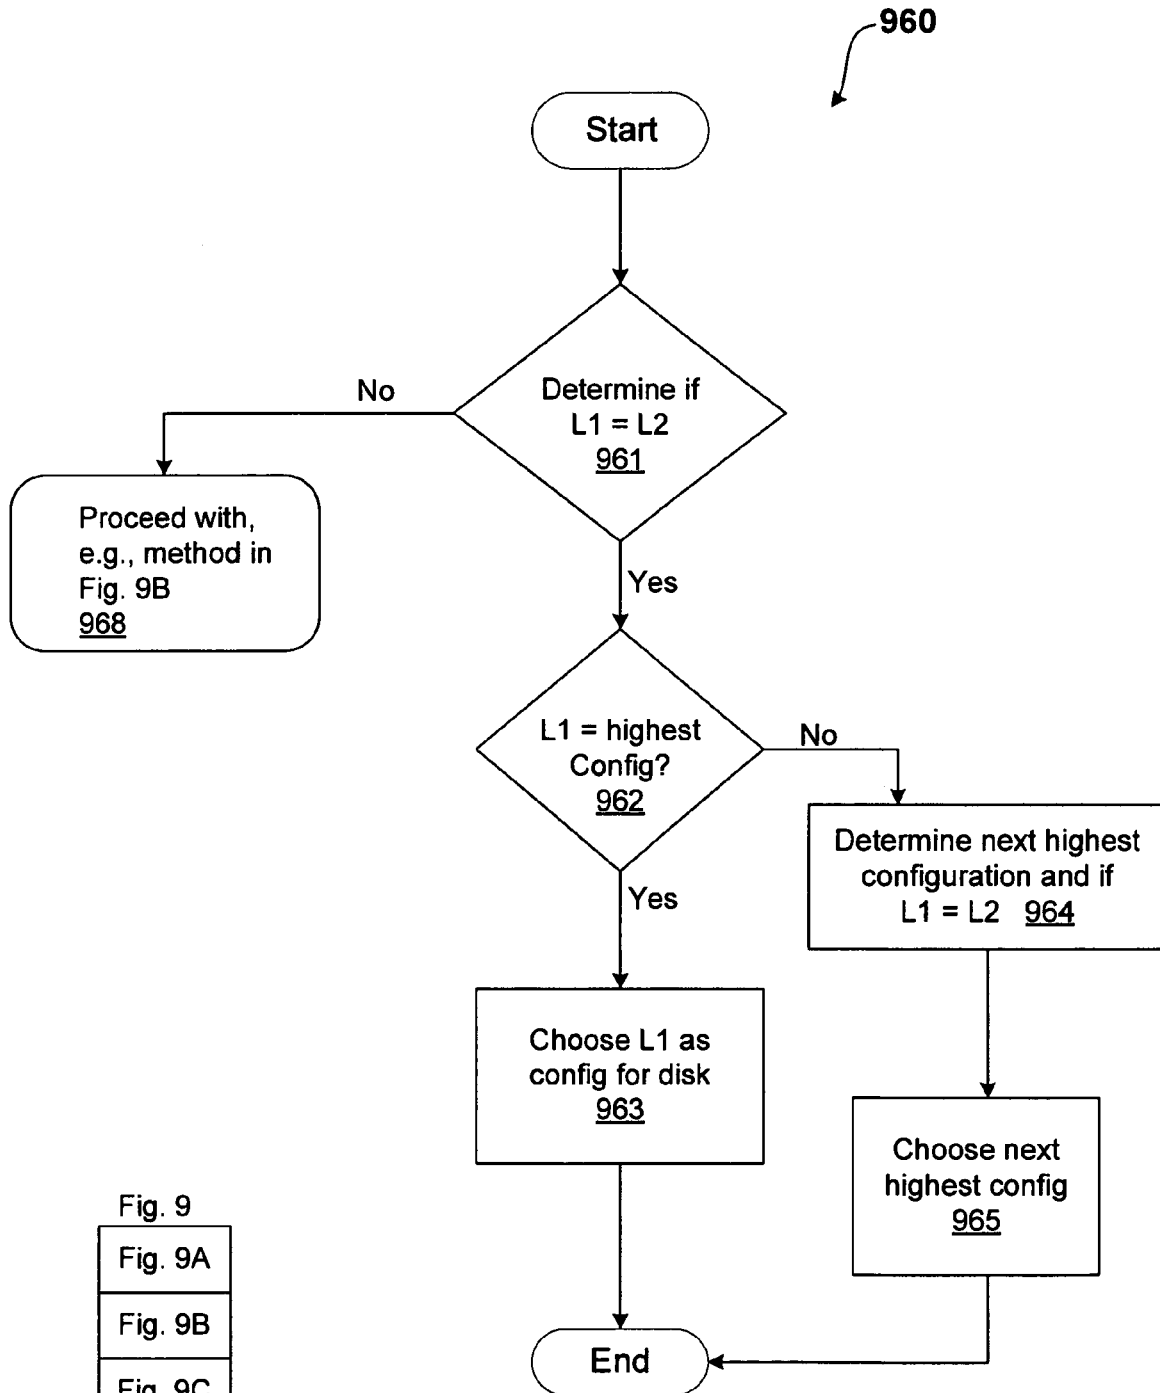 960
Start
Determine if
L1 = L2
961
No
Yes
Proceed with,
e.g., method in
Fig. 9B
968
L1 = highest
Config?
962
No
Yes
Determine next highest
configuration and if
L1 = L2 964
Choose L1 as
config for disk
963
Choose next
highest config
965
End
Fig. 9
Fig. 9A
Fig. 9B
Fig. 9C